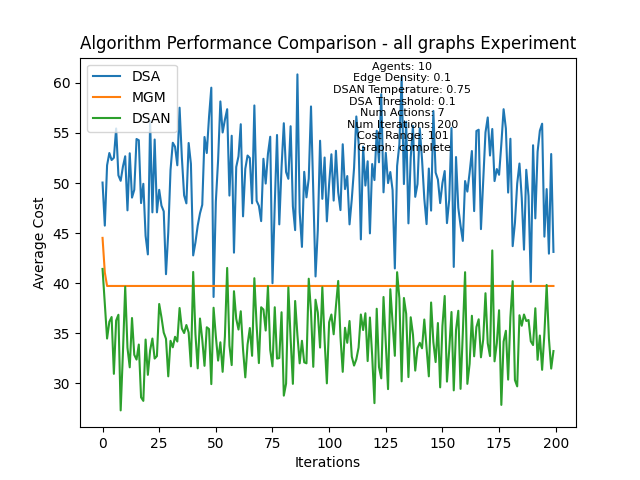 Algorithm Performance Comparison - all graphs Experiment
DSA
MGM
DSAN
Agents: 10
Edge Density: 0.1
DSAN Temperature: 0.75
DSA Threshold: 0.1
Num Actions: 7
Num Iterations: 200
Cost Range: 101
Graph: complete
Average Cost
60
55
50
45
40
35
30
0
25
50
75
100
125
150
175
200
Iterations